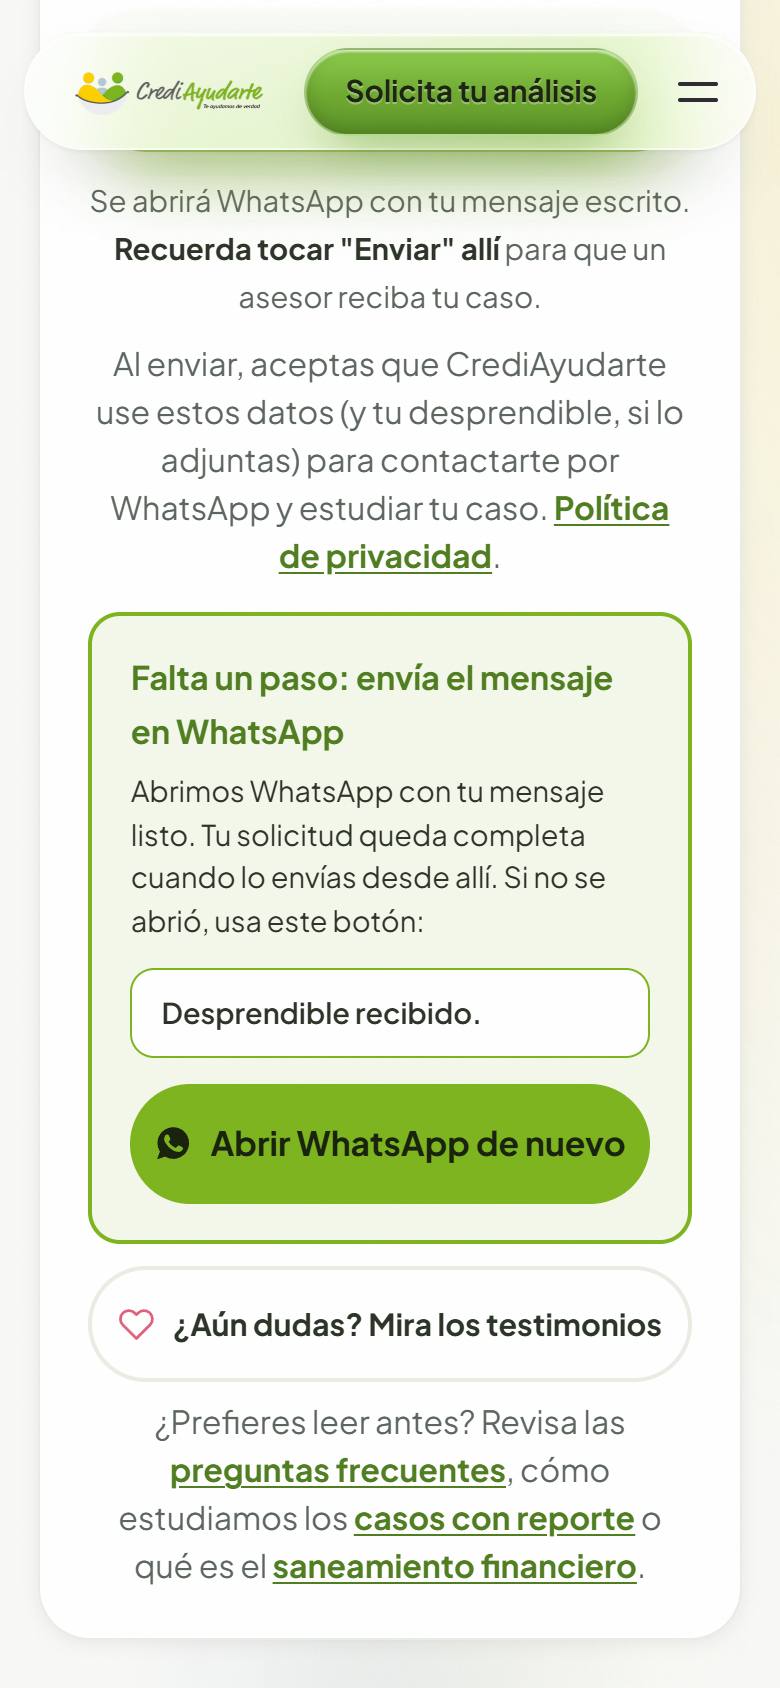 CrediAyudarte
Te ayudamos de verdad
Solicita tu análisis
Se abrirá WhatsApp con tu mensaje escrito.
Recuerda tocar "Enviar" allí para que un
asesor reciba tu caso.
Al enviar, aceptas que CrediAyudarte
use estos datos (y tu desprendible, si lo
adjuntas) para contactarte por
WhatsApp y estudiar tu caso. Política
de privacidad.
Falta un paso: envía el mensaje
en WhatsApp
Abrimos WhatsApp con tu mensaje
listo. Tu solicitud queda completa
cuando lo envías desde allí. Si no se
abrió, usa este botón:
Desprendible recibido.
Abrir WhatsApp de nuevo
¿Aún dudas? Mira los testimonios
¿Prefieres leer antes? Revisa las
preguntas frecuentes, cómo
estudiamos los casos con reporte o
qué es el saneamiento financiero.